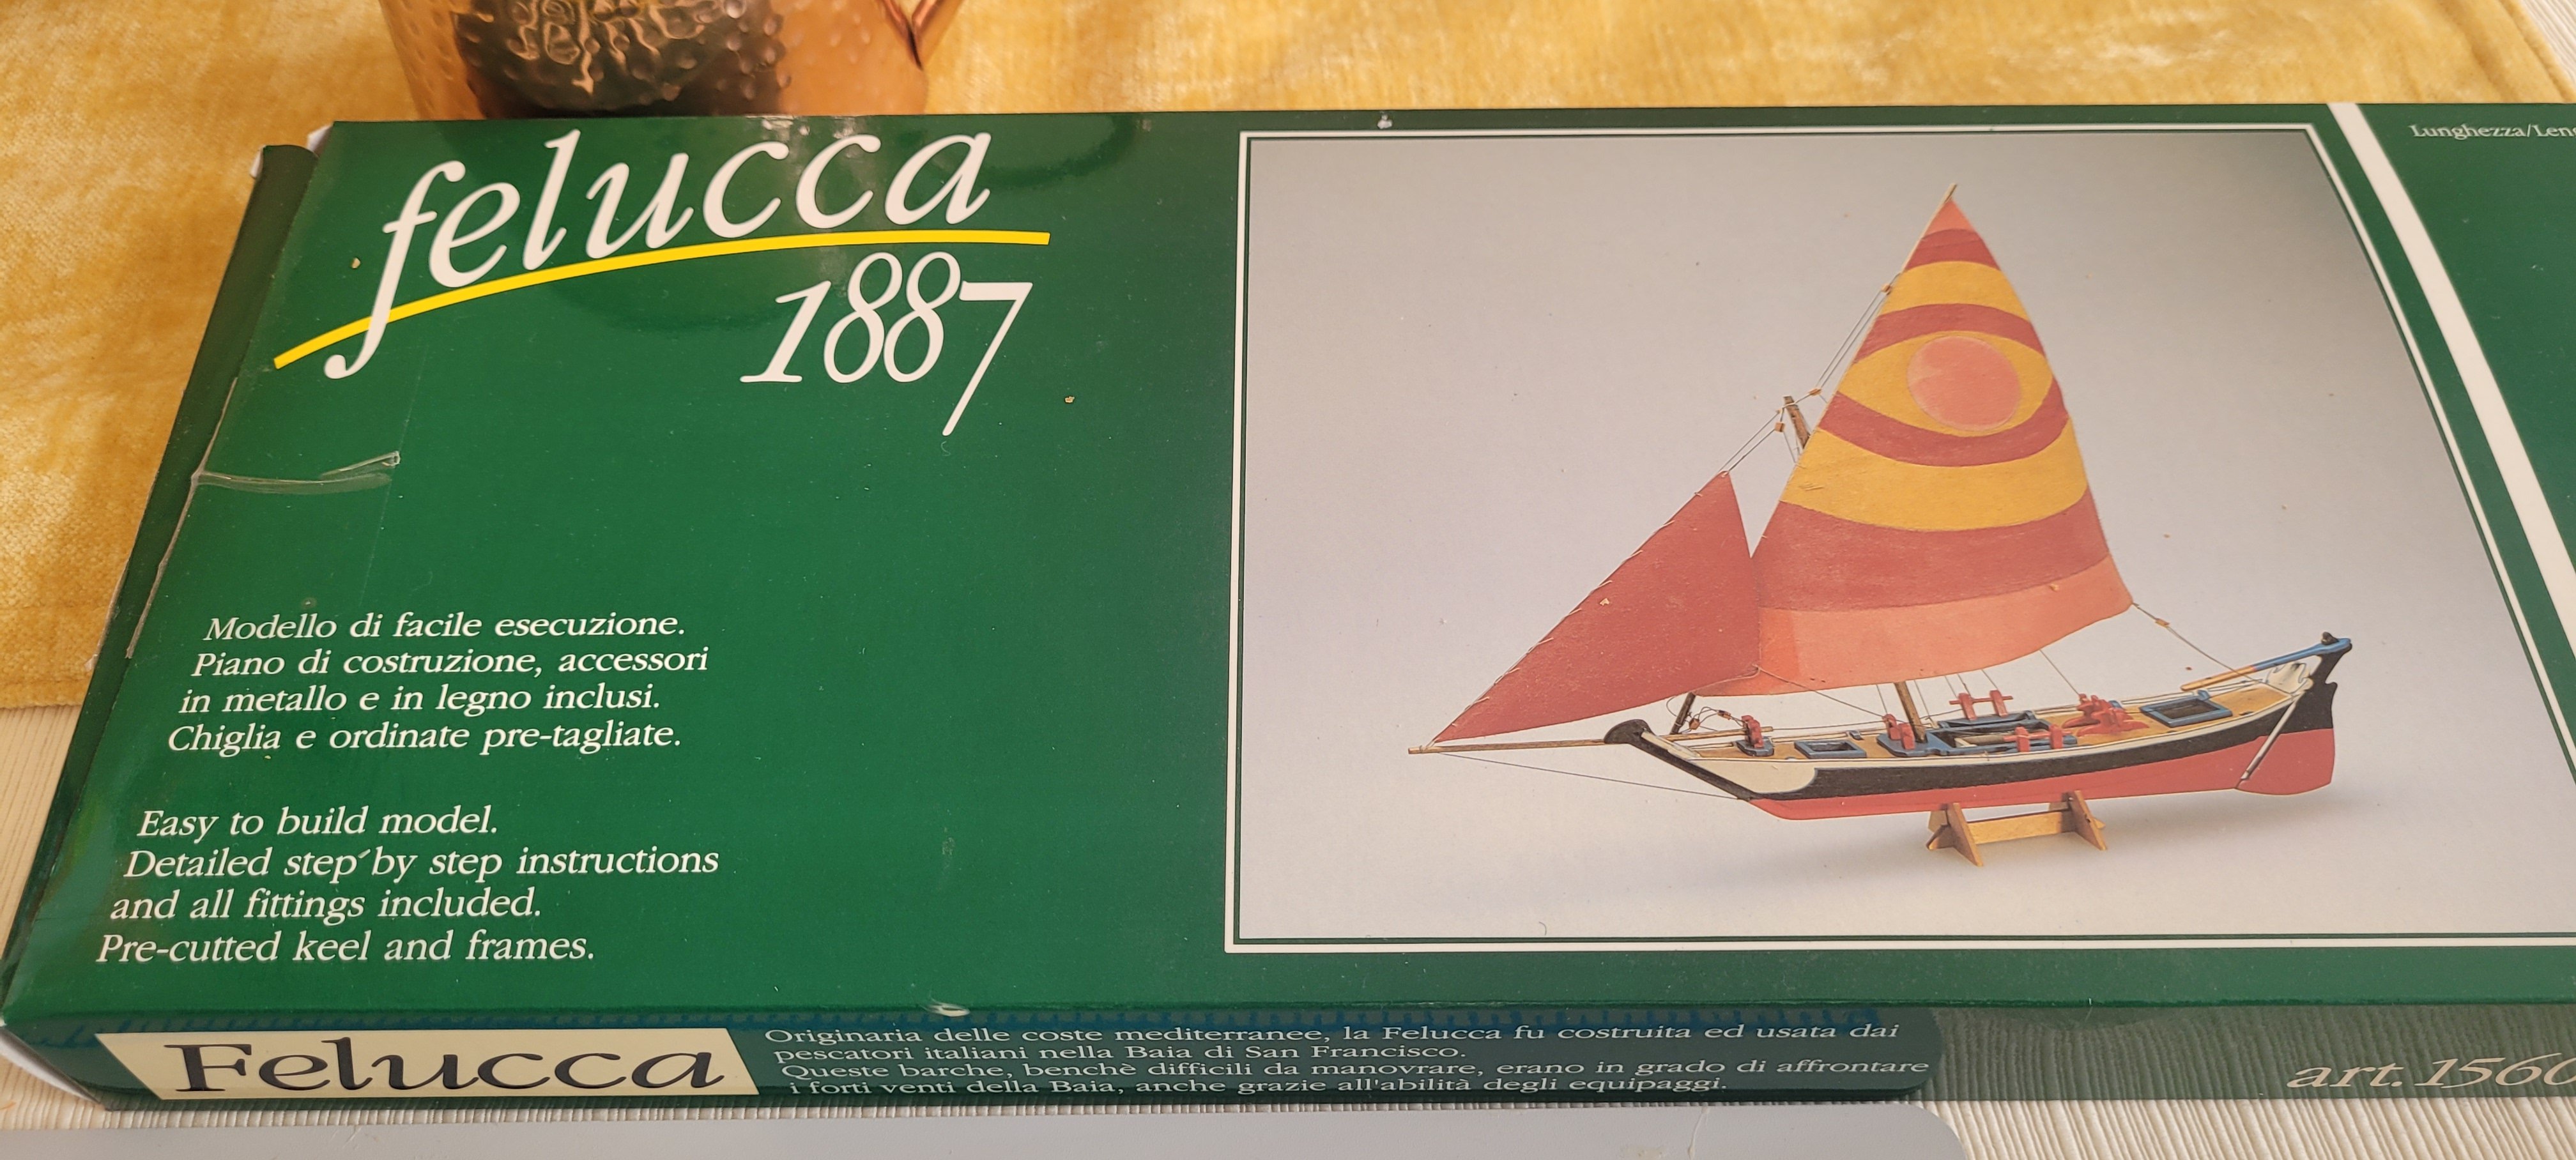 felucca
1887
Lunghezza/
Modello di facile esecuzione.
Piano di costruzione, accessori
in metallo e in legno inclusi.
Chiglia e ordinate pre-tagliate.
Easy to build model.
Detailed step by step instructions
and all fittings included.
Pre-cutted keel and frames.
Felucca
Originaria delle coste mediterranee, la Felucca fu costruita ed usata dai
pescatori italiani nella Baia di San Francisco.
Queste barche, benchè difficili da manovrare, erano in grado di affrontare
i forti venti della Baia, anche grazie all'abilità degli equipaggi.
art. 1560